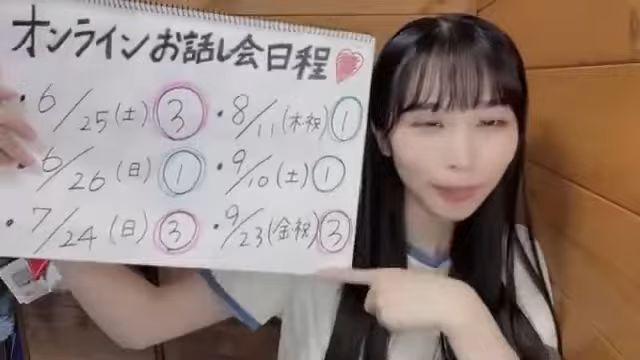 オンラインお話し会日程
・6/25(土)③
・6/26(日)①
・7/24(日)③
・8/11(木祝)①
・9/10(土)①
・9/23(金祝)③